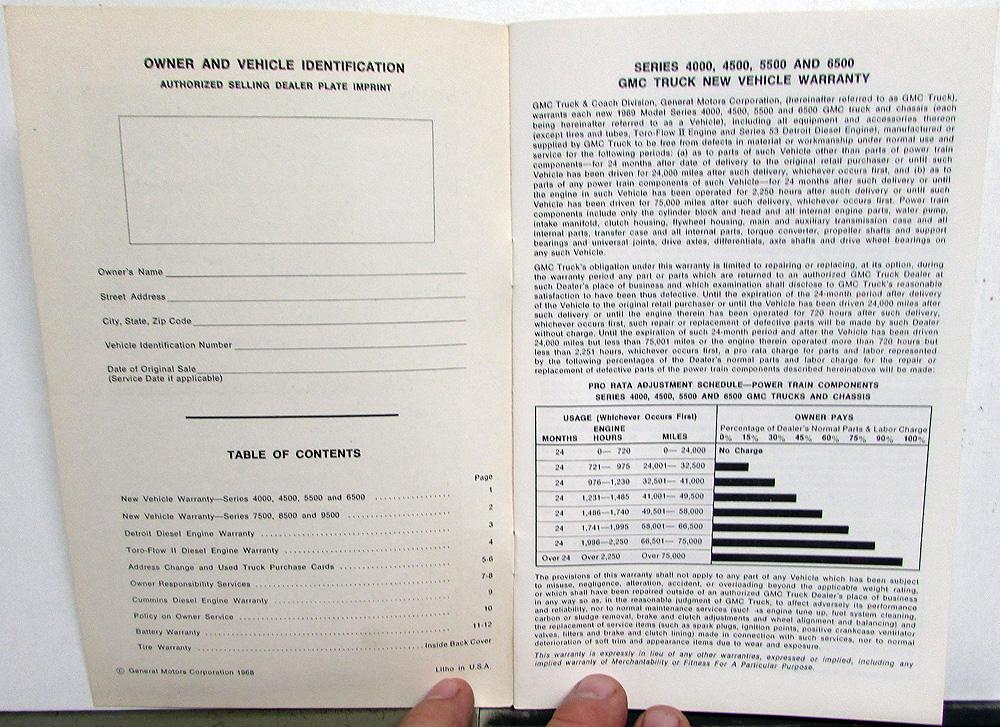 OWNER AND VEHICLE IDENTIFICATION
AUTHORIZED SELLING DEALER PLATE IMPRINT
Owner's Name
Street Address
City, State, Zip Code
Vehicle Identification Number
Date of Original Sale
(Service Date if applicable)
TABLE OF CONTENTS
Page
New Vehicle Warranty—Series 4000, 4500, 5500 and 6500 .................. 1
New Vehicle Warranty—Series 7500, 8500 and 9500 .................. 2
Detroit Diesel Engine Warranty .................. 3
Toro-Flow II Diesel Engine Warranty .................. 4
Address Change and Used Truck Purchase Cards .................. 5-6
Owner Responsibility Services .................. 7-8
Cummins Diesel Engine Warranty .................. 9
Policy on Owner Service .................. 10
Battery Warranty .................. 11-12
Tire Warranty .................. Inside Back Cover
© General Motors Corporation 1968
Litho in U.S.A.
SERIES 4000, 4500, 5500 AND 6500
GMC TRUCK NEW VEHICLE WARRANTY
GMC Truck & Coach Division, General Motors Corporation, (hereinafter referred to as GMC Truck),
warrants each new 1969 Model Series 4000, 4500, 5500 and 6500 GMC truck and chassis (each
being hereinafter referred to as a Vehicle), including all equipment and accessories thereon
(except tires and tubes, Toro-Flow II Engine and Series 53 Detroit Diesel Engine), manufactured or
supplied by GMC Truck to be free from defects in material or workmanship under normal use and
service for the following periods: (a) as to parts of such Vehicle other than parts of power train
components—for 24 months after date of delivery to the original retail purchaser or until such
Vehicle has been driven for 24,000 miles after such delivery, whichever occurs first, and (b) as to
parts of any power train components of such Vehicle—for 24 months after such delivery or until
the engine in such Vehicle has been operated for 2,250 hours after such delivery or until such
Vehicle has been driven for 75,000 miles after such delivery, whichever occurs first. Power train
components include only the cylinder block and head and all internal engine parts, water pump,
intake manifold, clutch housing, flywheel housing, main and auxiliary transmission case and all
internal parts, transfer case and all internal parts, torque converter, propeller shafts and support
bearings and universal joints, drive axles, differentials, axle shafts and drive wheel bearings on
any such Vehicle.
GMC Truck's obligation under this warranty is limited to repairing or replacing, at its option, during
the warranty period any part or parts which are returned to an authorized GMC Truck Dealer at
such Dealer's place of business and which examination shall disclose to GMC Truck's reasonable
satisfaction to have been thus defective. Until the expiration of the 24-month period after delivery
of the Vehicle to the original retail purchaser or until the Vehicle has been driven 24,000 miles after
such delivery or until the engine therein has been operated for 720 hours after such delivery,
whichever occurs first, such repair or replacement of defective parts will be made by such Dealer
without charge. Until the expiration of such 24-month period and after the Vehicle has been driven
24,000 miles but less than 75,001 miles or the engine therein operated more than 720 hours but
less than 2,251 hours, whichever occurs first, a pro rata charge for parts and labor represented
by the following percentages of the Dealer's normal parts and labor charge for the repair or
replacement of defective parts of the power train components described hereinabove will be made:
PRO RATA ADJUSTMENT SCHEDULE—POWER TRAIN COMPONENTS
SERIES 4000, 4500, 5500 AND 6500 GMC TRUCKS AND CHASSIS
USAGE (Whichever Occurs First) OWNER PAYS
MONTHS ENGINE HOURS MILES Percentage of Dealer's Normal Parts & Labor Charge
0% 15% 30% 45% 60% 75% 90% 100%
24 0— 720 0— 24,000 No Charge
24 721— 975 24,001— 32,500
24 976—1,230 32,501— 41,000
24 1,231—1,485 41,001— 49,500
24 1,486—1,740 49,501— 58,000
24 1,741—1,995 58,001— 66,500
24 1,996—2,250 66,501— 75,000
Over 24 Over 2,250 Over 75,000
The provisions of this warranty shall not apply to any part of any Vehicle which has been subject
to misuse, negligence, alteration, accident, or overloading beyond the applicable weight rating,
or which shall have been repaired outside of an authorized GMC Truck Dealer's place of business
in any way so as, in the reasonable judgment of GMC Truck, to affect adversely its performance
and reliability, nor to normal maintenance services (such as engine tune up, fuel system cleaning,
carbon or sludge removal, brake and clutch adjustments and wheel alignment and balancing) and
the replacement of service items (such as spark plugs, ignition points, positive crankcase ventilator
valves, filters and brake and clutch lining) made in connection with such services, nor to normal
deterioration of soft trim and appearance items due to wear and exposure.
This warranty is expressly in lieu of any other warranties, expressed or implied, including any
implied warranty of Merchantability or Fitness For A Particular Purpose.